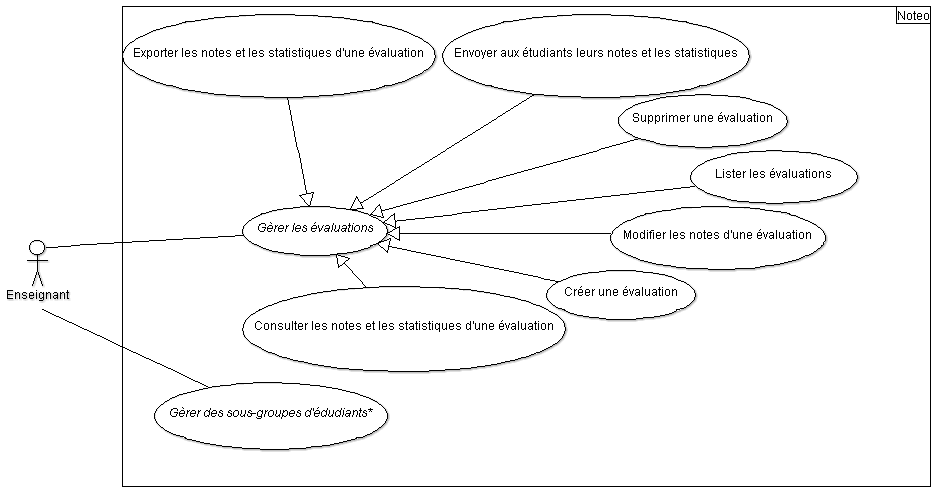 Noteo
Exporter les notes et les statistiques d'une évaluation
Envoyer aux étudiants leurs notes et les statistiques
Supprimer une évaluation
Lister les évaluations
Gèrer les évaluations
Modifier les notes d'une évaluation
Créer une évaluation
Enseignant
Consulter les notes et les statistiques d'une évaluation
Gèrer des sous-groupes d'édudiants*